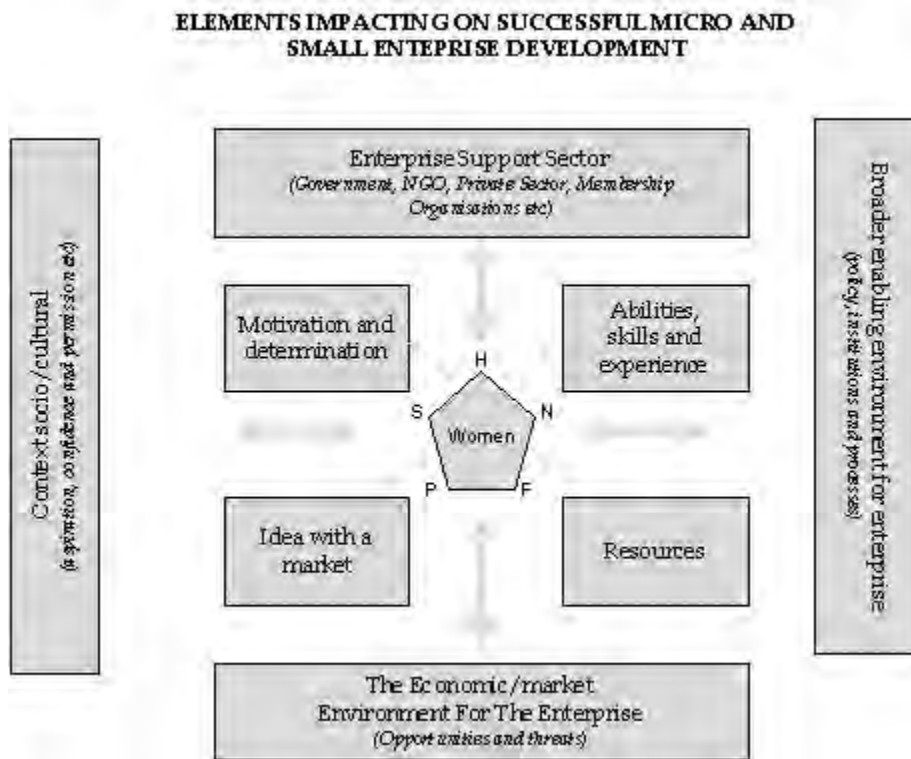 ELEMENTS IMPACTING ON SUCCESSFUL MICRO AND
SMALL ENTEPRISE DEVELOPMENT
Enterprise Support Sector
(Government, NGO, Private Sector, Membership
Organisations etc)
Context socio/cultural
(aspiration, confidence and permission etc)
Motivation and
determination
Abilities,
skills and
experience
H
S
N
Women
P
F
Idea with a
market
Resources
The Economic/market
Environment For The Enterprise
(Opportunities and threats)
Broader enabling environment for enterprise
(policy, institutions and processes)